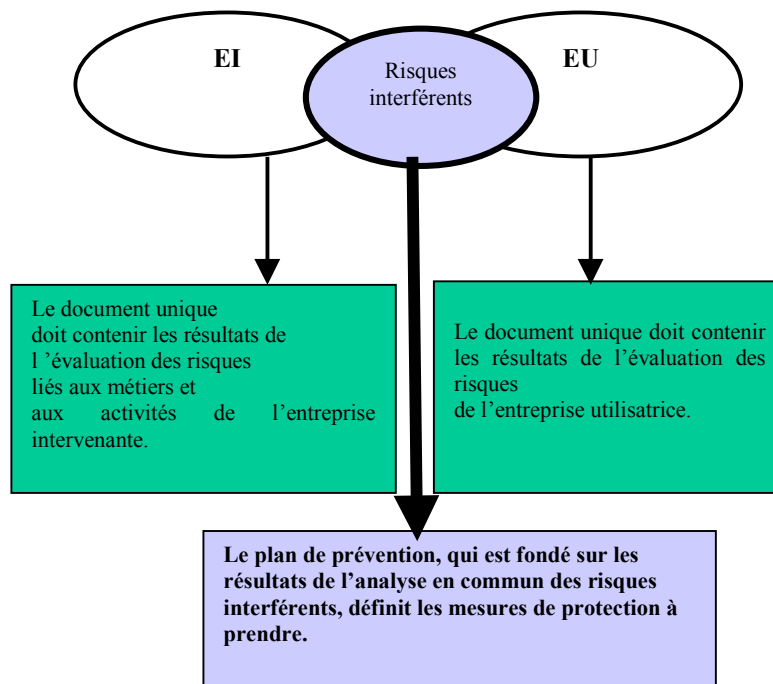 EI
Risques
interférents
EU
Le document unique
doit contenir les résultats de
l ’évaluation des risques
liés aux métiers et
aux activités de l’entreprise
intervenante.
Le document unique doit contenir
les résultats de l’évaluation des
risques
de l’entreprise utilisatrice.
Le plan de prévention, qui est fondé sur les
résultats de l’analyse en commun des risques
interférents, définit les mesures de protection à
prendre.